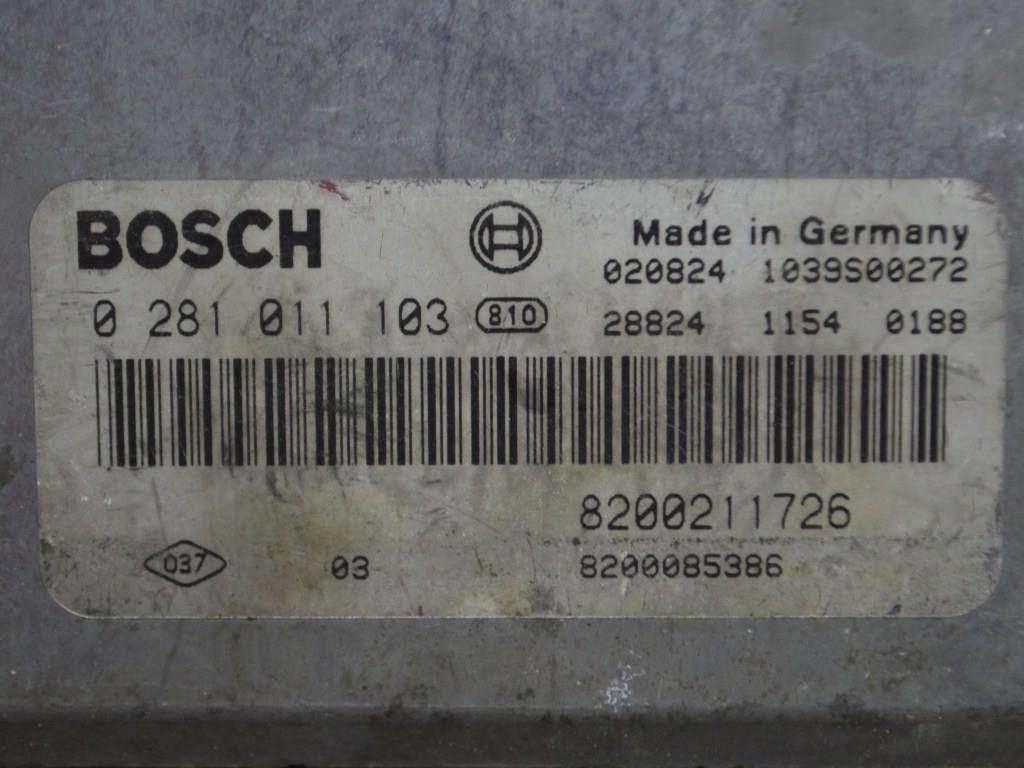 BOSCH
Made in Germany
020824 1039S00272
0 281 011 103 810
28824 1154 0188
8200211726
037 03 8200085386